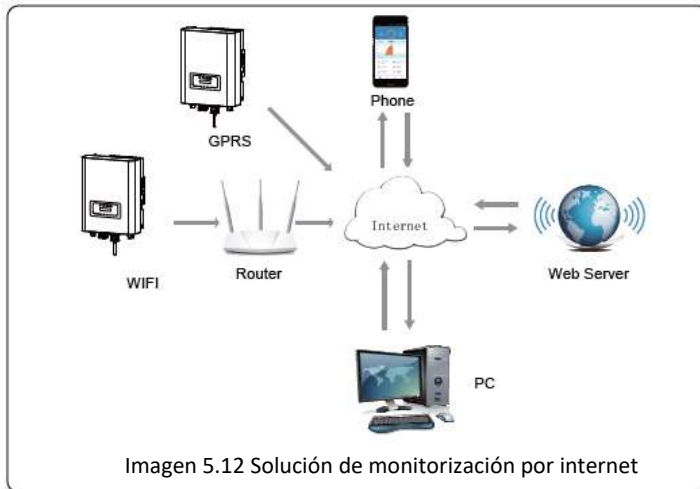 Phone
GPRS
Internet
WIFI
Router
Web Server
PC
Imagen 5.12 Solución de monitorización por internet